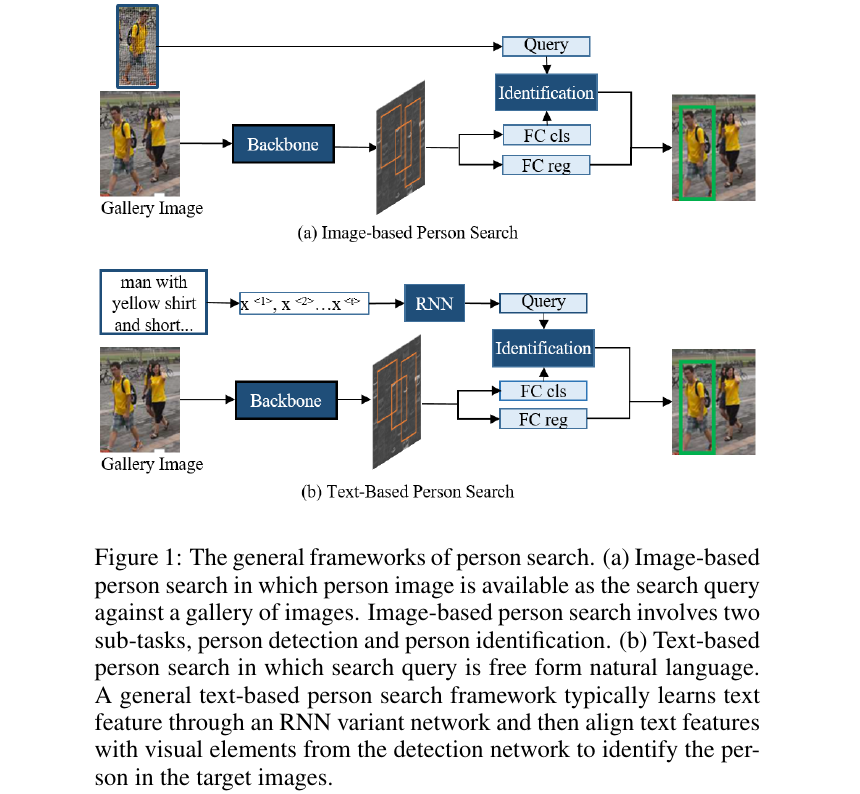 Query
Identification
Backbone
FC cls
FC reg
Gallery Image
(a) Image-based Person Search
man with
yellow shirt
and short...
x <1>, x <2>…x <t>
RNN
Query
Identification
Backbone
FC cls
FC reg
Gallery Image
(b) Text-Based Person Search
Figure 1: The general frameworks of person search. (a) Image-based
person search in which person image is available as the search query
against a gallery of images. Image-based person search involves two
sub-tasks, person detection and person identification. (b) Text-based
person search in which search query is free form natural language.
A general text-based person search framework typically learns text
feature through an RNN variant network and then align text features
with visual elements from the detection network to identify the per-
son in the target images.